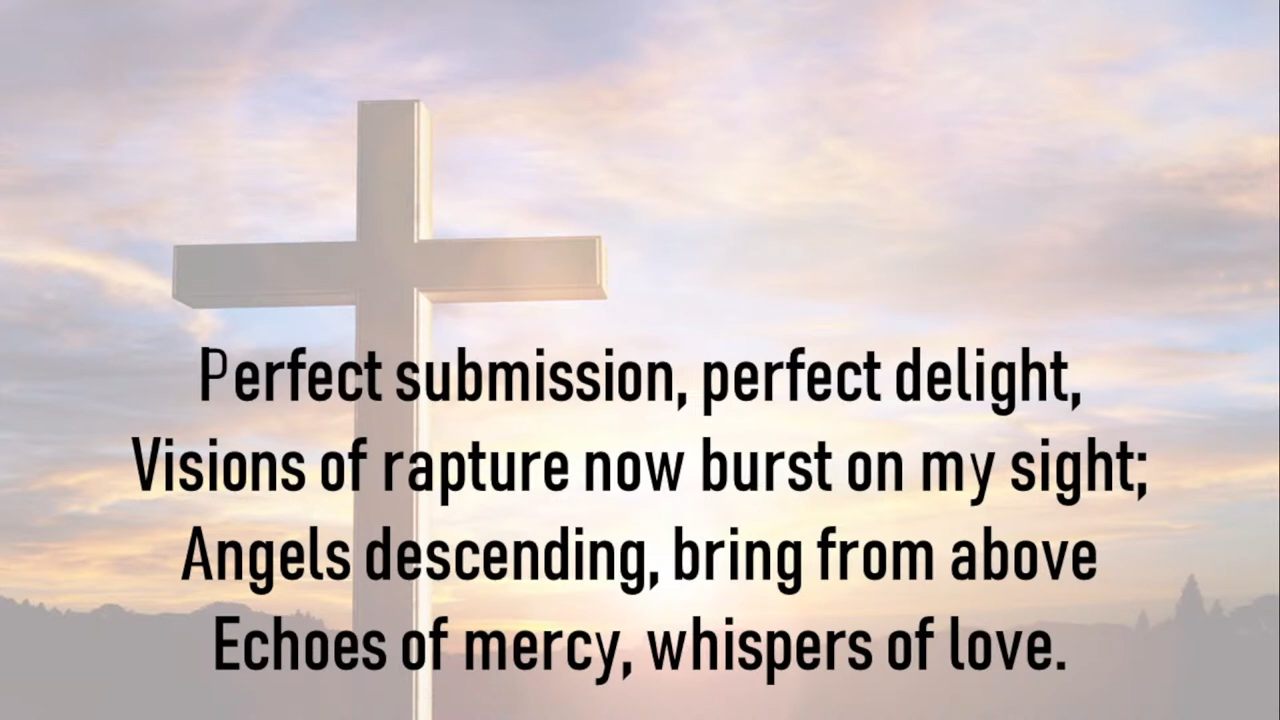 Perfect submission, perfect delight,
Visions of rapture now burst on my sight;
Angels descending, bring from above
Echoes of mercy, whispers of love.